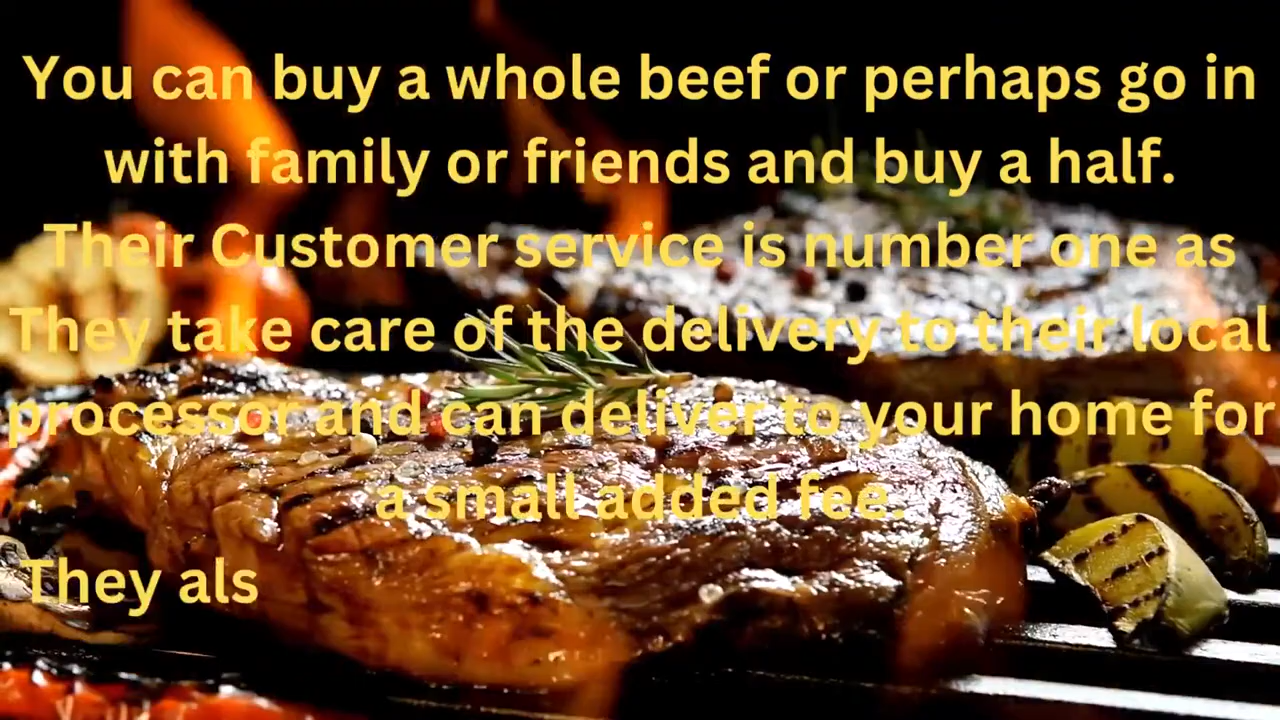 You can buy a whole beef or perhaps go in
with family or friends and buy a half.
Their Customer service is number one as
They take care of the delivery to their local
processor and can deliver to your home for
a small added fee.
They als